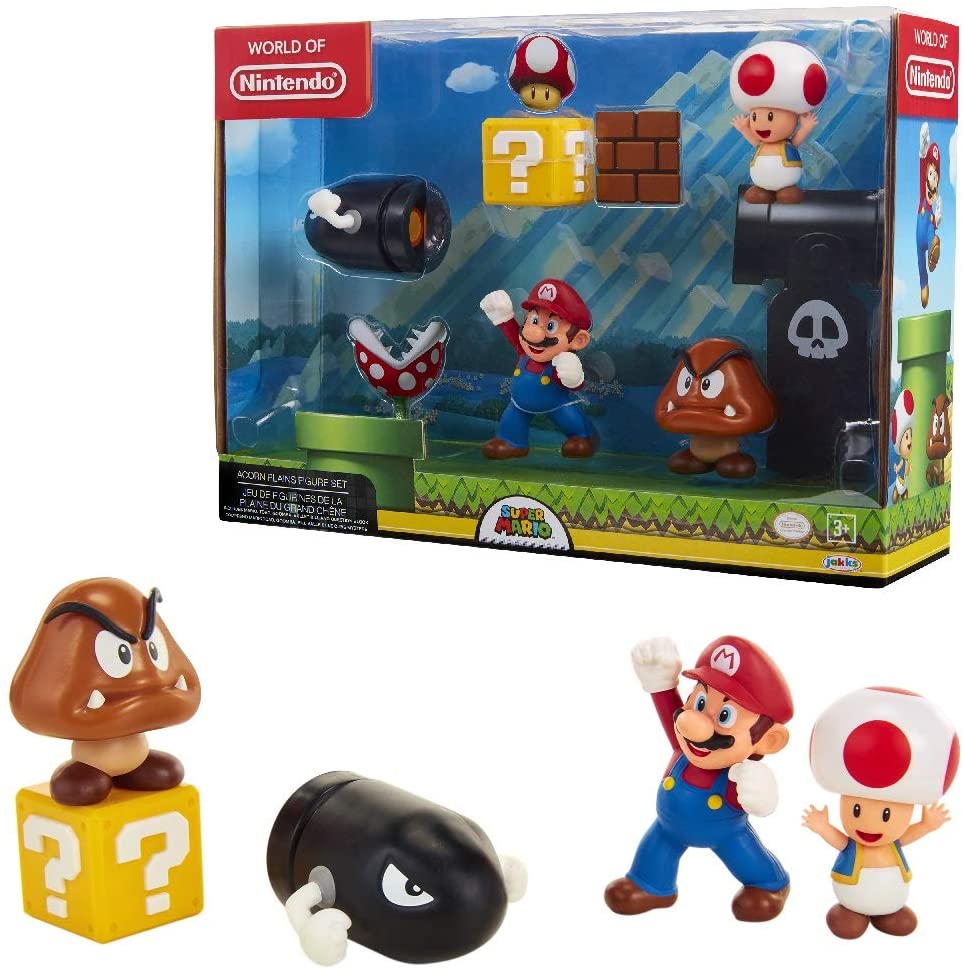 WORLD OF
Nintendo
WORLD OF
Nintendo
?
?
M
ACORN PLAINS FIGURE SET
JEU DE FIGURINES DE LA
PLAINE DU GRAND CHÊNE
SUPER
MARIO
3+
jakks
?
?
M